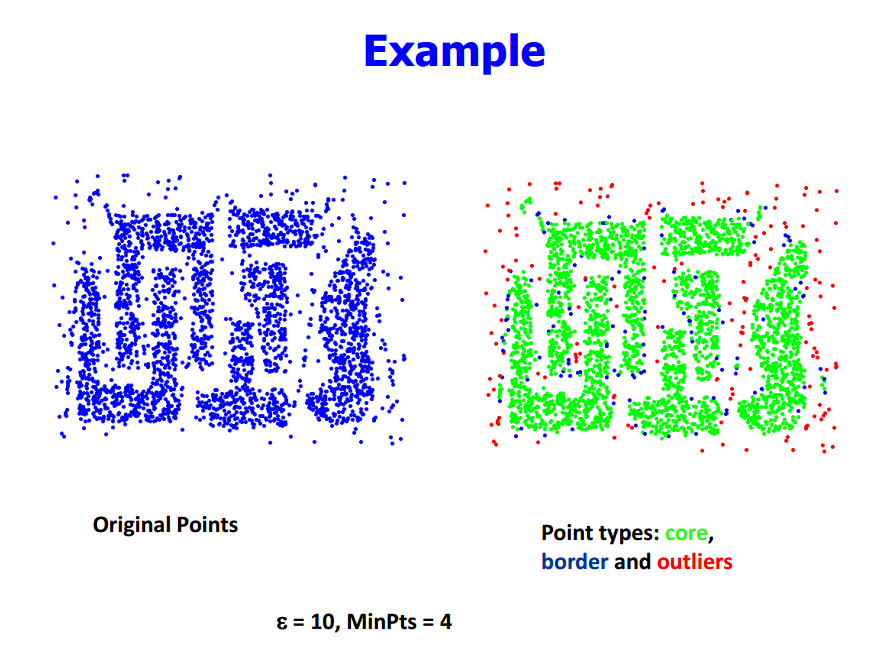 Example
Original Points
Point types: core,
border and outliers
ε = 10, MinPts = 4